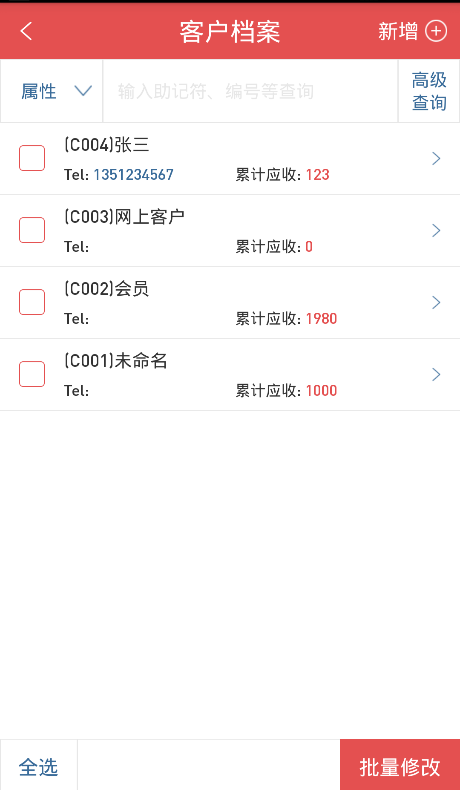 客户档案
新增
属性
输入助记符、编号等查询
高级
查询
(C004)张三
Tel: 1351234567 累计应收: 123
(C003)网上客户
Tel: 累计应收: 0
(C002)会员
Tel: 累计应收: 1980
(C001)未命名
Tel: 累计应收: 1000
全选
批量修改